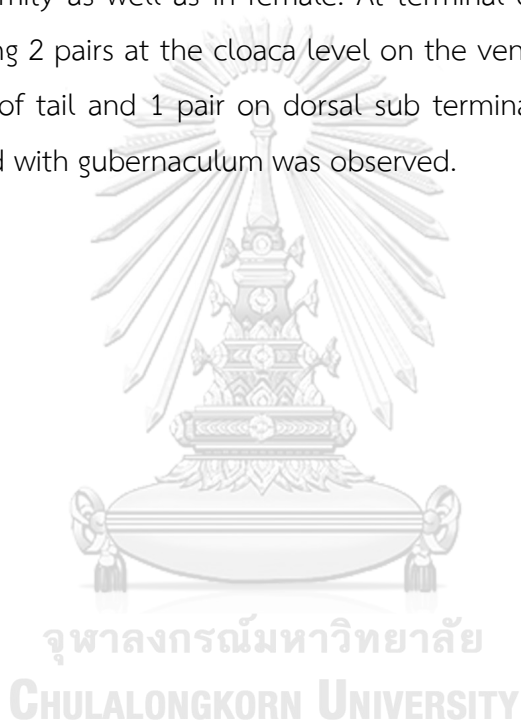 mity as well as in female. At terminal
ng 2 pairs at the cloaca level on the ven
of tail and 1 pair on dorsal sub termina
d with gubernaculum was observed.
จุฬาลงกรณ์มหาวิทยาลัย
CHULALONGKORN UNIVERSITY